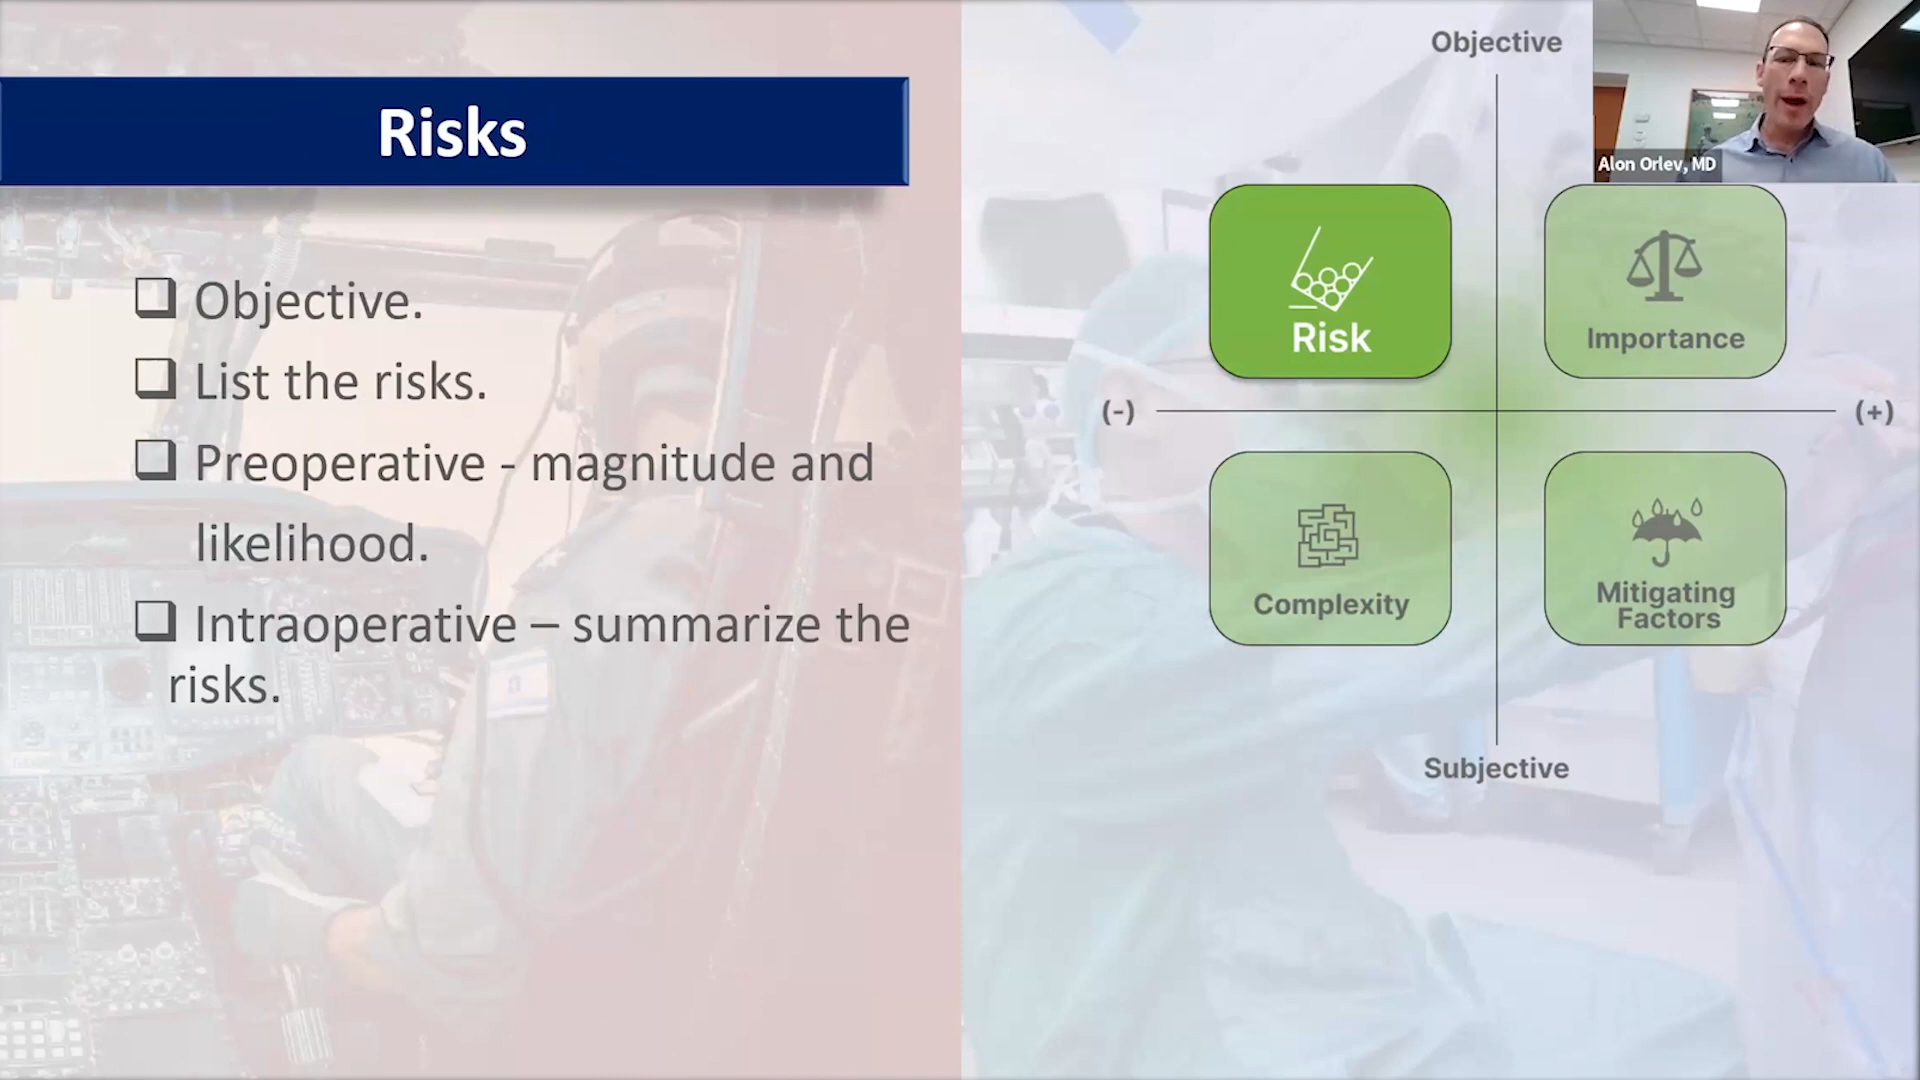 Risks
❑ Objective.
❑ List the risks.
❑ Preoperative - magnitude and
likelihood.
❑ Intraoperative – summarize the
risks.
Objective
Alon Orlev, MD
Risk
Importance
(-)
(+)
Complexity
Mitigating
Factors
Subjective